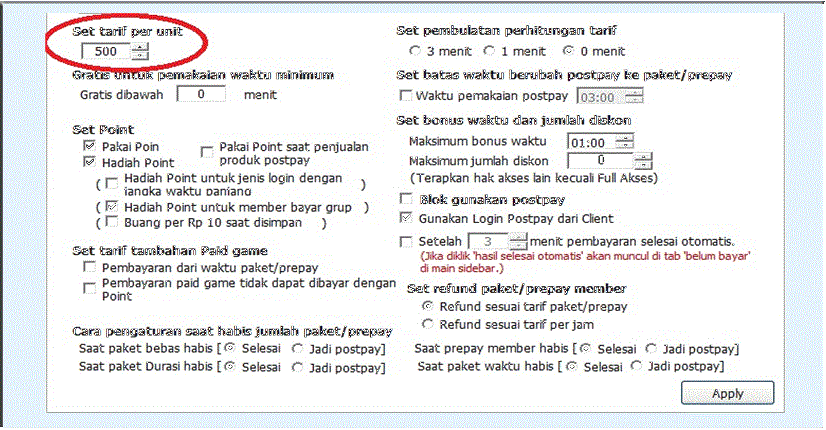 Set tarif per unit
500
Gratis untuk pemakaian waktu minimum
Gratis dibawah 0 menit
Set Point
Pakai Poin
Hadiah Point
Pakai Point saat penjualan
produk postpay
( Hadiah Point untuk jenis login dengan
jangka waktu panjang )
( Hadiah Point untuk member bayar grup )
( Buang per Rp 10 saat disimpan )
Set tarif tambahan Paid game
Pembayaran dari waktu paket/prepay
Pembayaran paid game tidak dapat dibayar dengan
Point
Cara pengaturan saat habis jumlah paket/prepay
Saat paket bebas habis [ Selesai Jadi postpay]
Saat paket Durasi habis [ Selesai Jadi postpay]
Set pembulatan perhitungan tarif
3 menit 1 menit 0 menit
Set batas waktu berubah postpay ke paket/prepay
Waktu pemakaian postpay 03:00
Set bonus waktu dan jumlah diskon
Maksimum bonus waktu 01:00
Maksimum jumlah diskon 0
(Terapkan hak akses lain kecuali Full Akses)
Blok gunakan postpay
Gunakan Login Postpay dari Client
Setelah 3 menit pembayaran selesai otomatis.
(Jika diklik 'hasil selesai otomatis' akan muncul di tab 'belum bayar'
di main sidebar.)
Set refund paket/prepay member
Refund sesuai tarif paket/prepay
Refund sesuai tarif per jam
Saat prepay member habis [ Selesai Jadi postpay]
Saat paket waktu habis [ Selesai Jadi postpay]
Apply